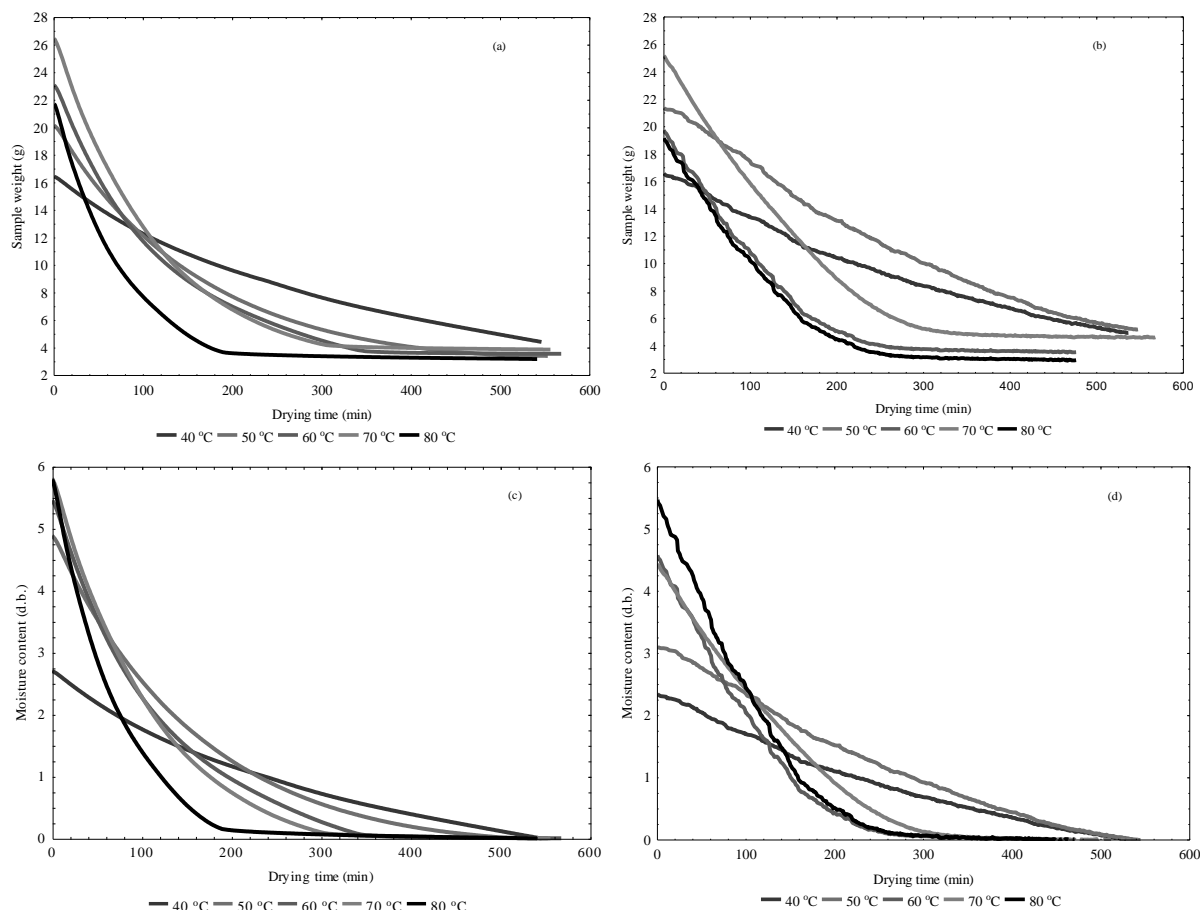 (a)
Sample weight (g)
28
26
24
22
20
18
16
14
12
10
8
6
4
2
0 100 200 300 400 500 600
Drying time (min)
40 °C 50 °C 60 °C 70 °C 80 °C
(b)
Sample weight (g)
28
26
24
22
20
18
16
14
12
10
8
6
4
2
0 100 200 300 400 500 600
Drying time (min)
40 °C 50 °C 60 °C 70 °C 80 °C
(c)
Moisture content (d.b.)
6
5
4
3
2
1
0
0 100 200 300 400 500 600
Drying time (min)
40 °C 50 °C 60 °C 70 °C 80 °C
(d)
Moisture content (d.b.)
6
5
4
3
2
1
0
0 100 200 300 400 500 600
Drying time (min)
40 °C 50 °C 60 °C 70 °C 80 °C